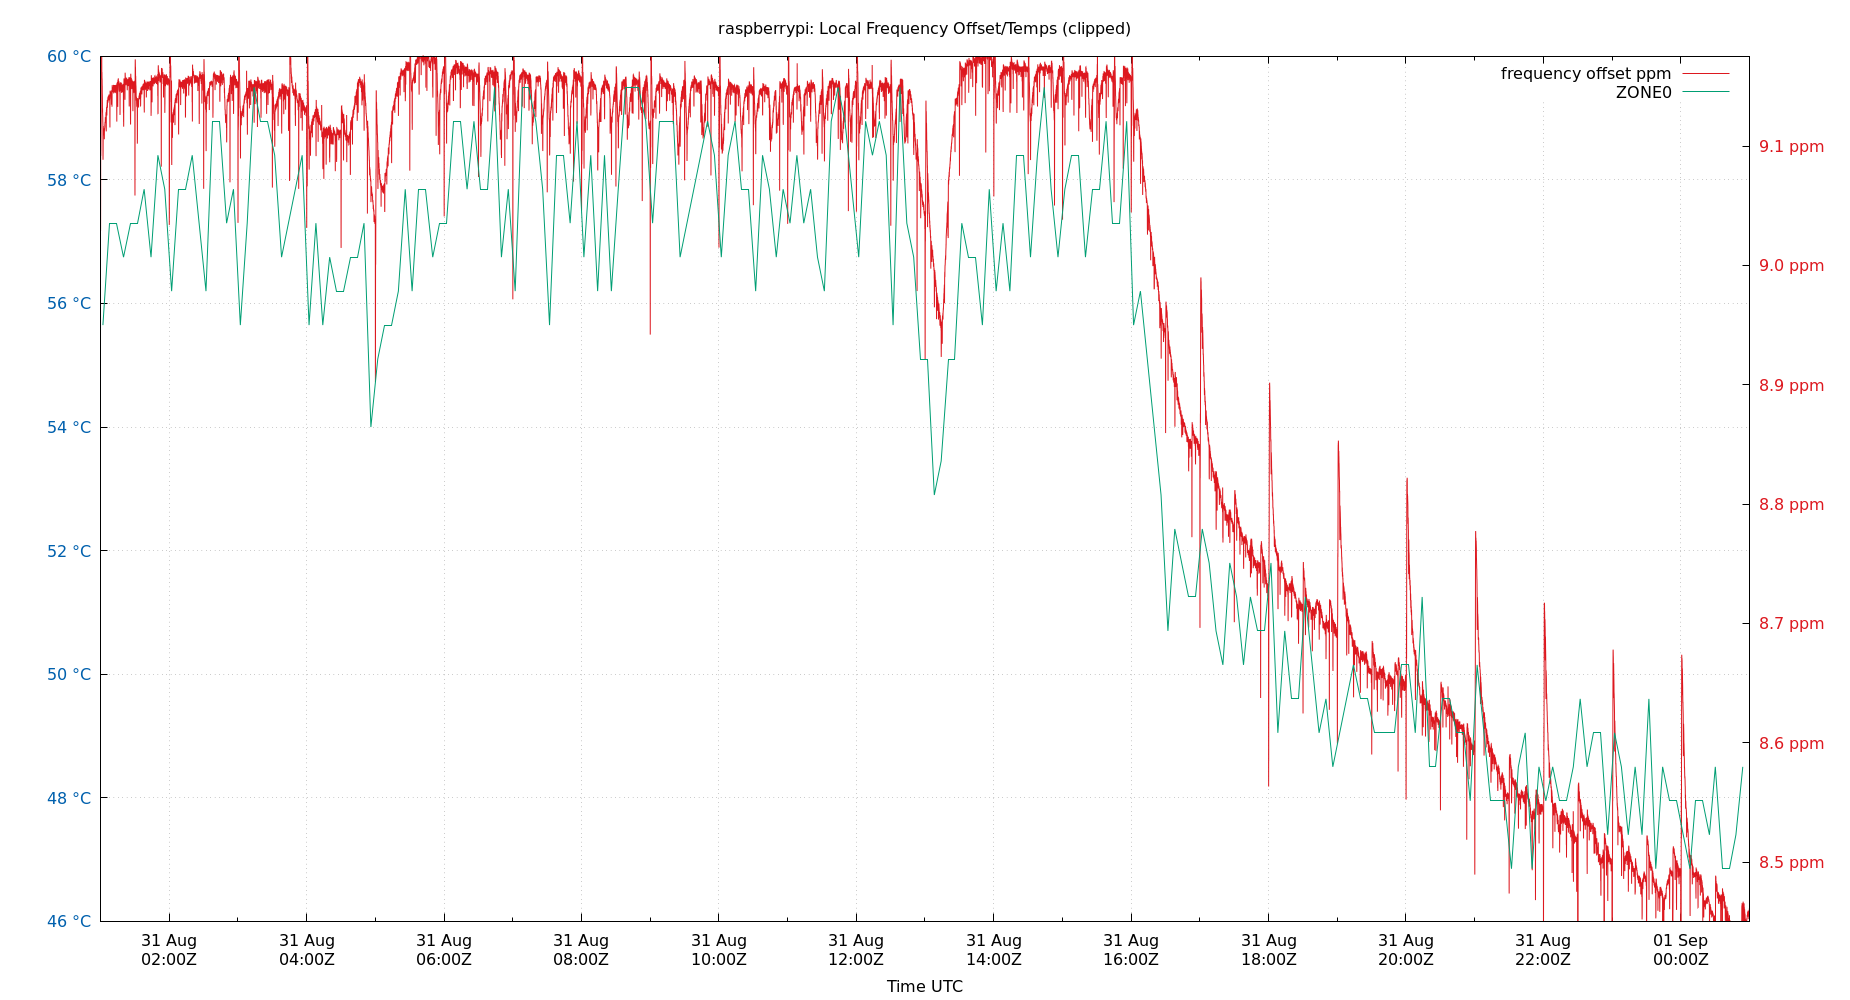 raspberrypi: Local Frequency Offset/Temps (clipped)
60 °C
58 °C
56 °C
54 °C
52 °C
50 °C
48 °C
46 °C
frequency offset ppm
ZONE0
9.1 ppm
9.0 ppm
8.9 ppm
8.8 ppm
8.7 ppm
8.6 ppm
8.5 ppm
31 Aug
02:00Z
31 Aug
04:00Z
31 Aug
06:00Z
31 Aug
08:00Z
31 Aug
10:00Z
31 Aug
12:00Z
31 Aug
14:00Z
31 Aug
16:00Z
31 Aug
18:00Z
31 Aug
20:00Z
31 Aug
22:00Z
01 Sep
00:00Z
Time UTC